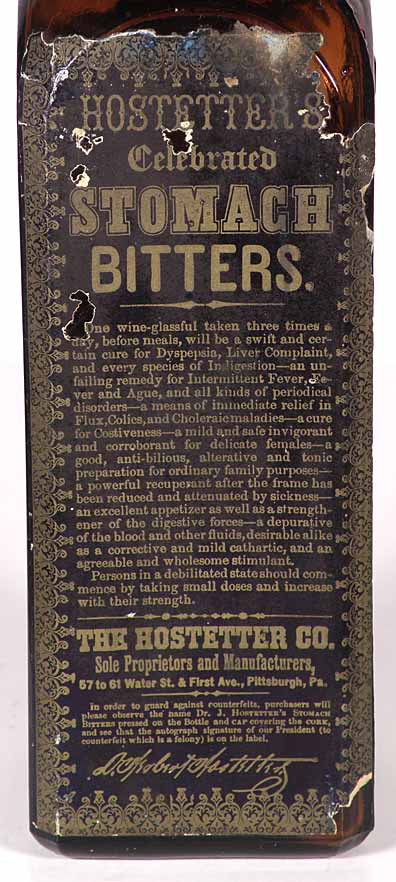 HOSTETTER'S
Celebrated
STOMACH
BITTERS.
One wine-glassful taken three times a
day, before meals, will be a swift and cer-
tain cure for Dyspepsia, Liver Complaint,
and every species of Indigestion—an un-
failing remedy for Intermittent Fever, Fe-
ver and Ague, and all kinds of periodical
disorders—a means of immediate relief in
Flux, Colics, and Choleraic maladies—a cure
for Costiveness—a mild and safe invigorant
and corroborant for delicate females—a
good, anti-bilious, alterative and tonic
preparation for ordinary family purposes—
a powerful recuperant after the frame has
been reduced and attenuated by sickness—
an excellent appetizer as well as a strength-
ener of the digestive forces—a depurative
of the blood and other fluids, desirable alike
as a corrective and mild cathartic, and an
agreeable and wholesome stimulant.
Persons in a debilitated state should com-
mence by taking small doses and increase
with their strength.
THE HOSTETTER CO.
Sole Proprietors and Manufacturers,
57 to 61 Water St. & First Ave., Pittsburgh, Pa.
In order to guard against counterfeits, purchasers will
please observe the name Dr. J. Hostetter's Stomach
Bitters pressed on the Bottle and CAP covering the CORK,
and see that the autograph signature of our President (to
counterfeit which is a felony) is on the label.
D. Herbert Hostetter